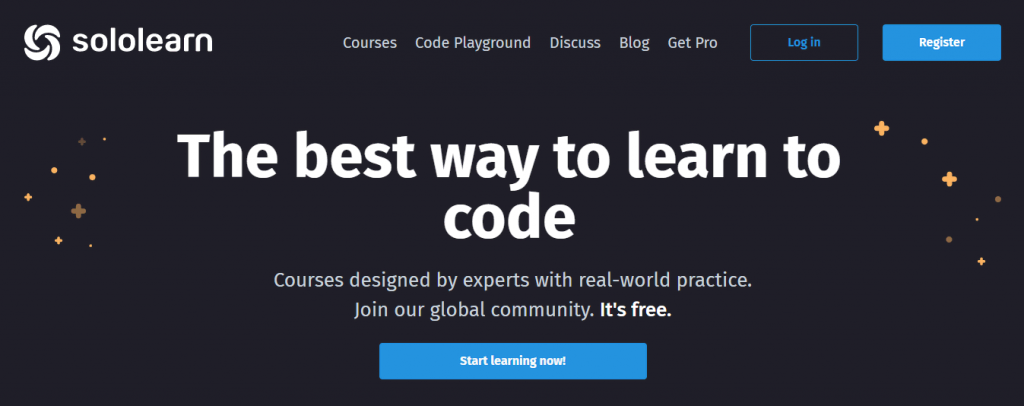 sololearn
Courses Code Playground Discuss Blog Get Pro Log in Register
The best way to learn to
code
Courses designed by experts with real-world practice.
Join our global community. It's free.
Start learning now!